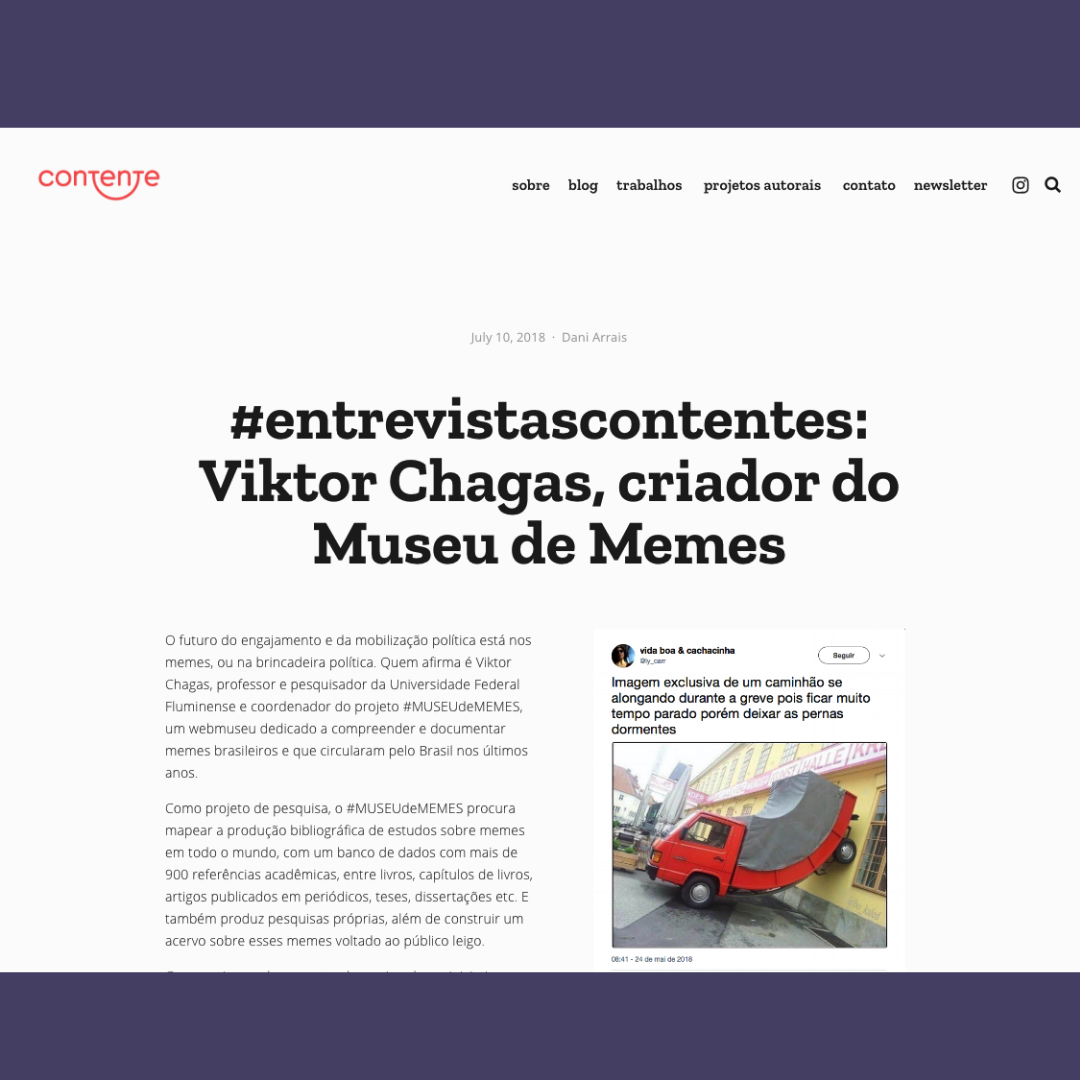 contente
sobre blog trabalhos projetos autorais contato newsletter
July 10, 2018 · Dani Arrais
#entrevistascontentes:
Viktor Chagas, criador do
Museu de Memes
O futuro do engajamento e da mobilização política está nos
memes, ou na brincadeira política. Quem afirma é Viktor
Chagas, professor e pesquisador da Universidade Federal
Fluminense e coordenador do projeto #MUSEUdeMEMES,
um webmuseu dedicado a compreender e documentar
memes brasileiros e que circularam pelo Brasil nos últimos
anos.
Como projeto de pesquisa, o #MUSEUdeMEMES procura
mapear a produção bibliográfica de estudos sobre memes
em todo o mundo, com um banco de dados com mais de
900 referências acadêmicas, entre livros, capítulos de livros,
artigos publicados em periódicos, teses, dissertações etc. E
também produz pesquisas próprias, além de construir um
acervo sobre esses memes voltado ao público leigo.
vida boa & cachacinha
@ly_carr
Seguir
Imagem exclusiva de um caminhão se
alongando durante a greve pois ficar muito
tempo parado porém deixar as pernas
dormentes
HALLE
08:41 - 24 de mai de 2018